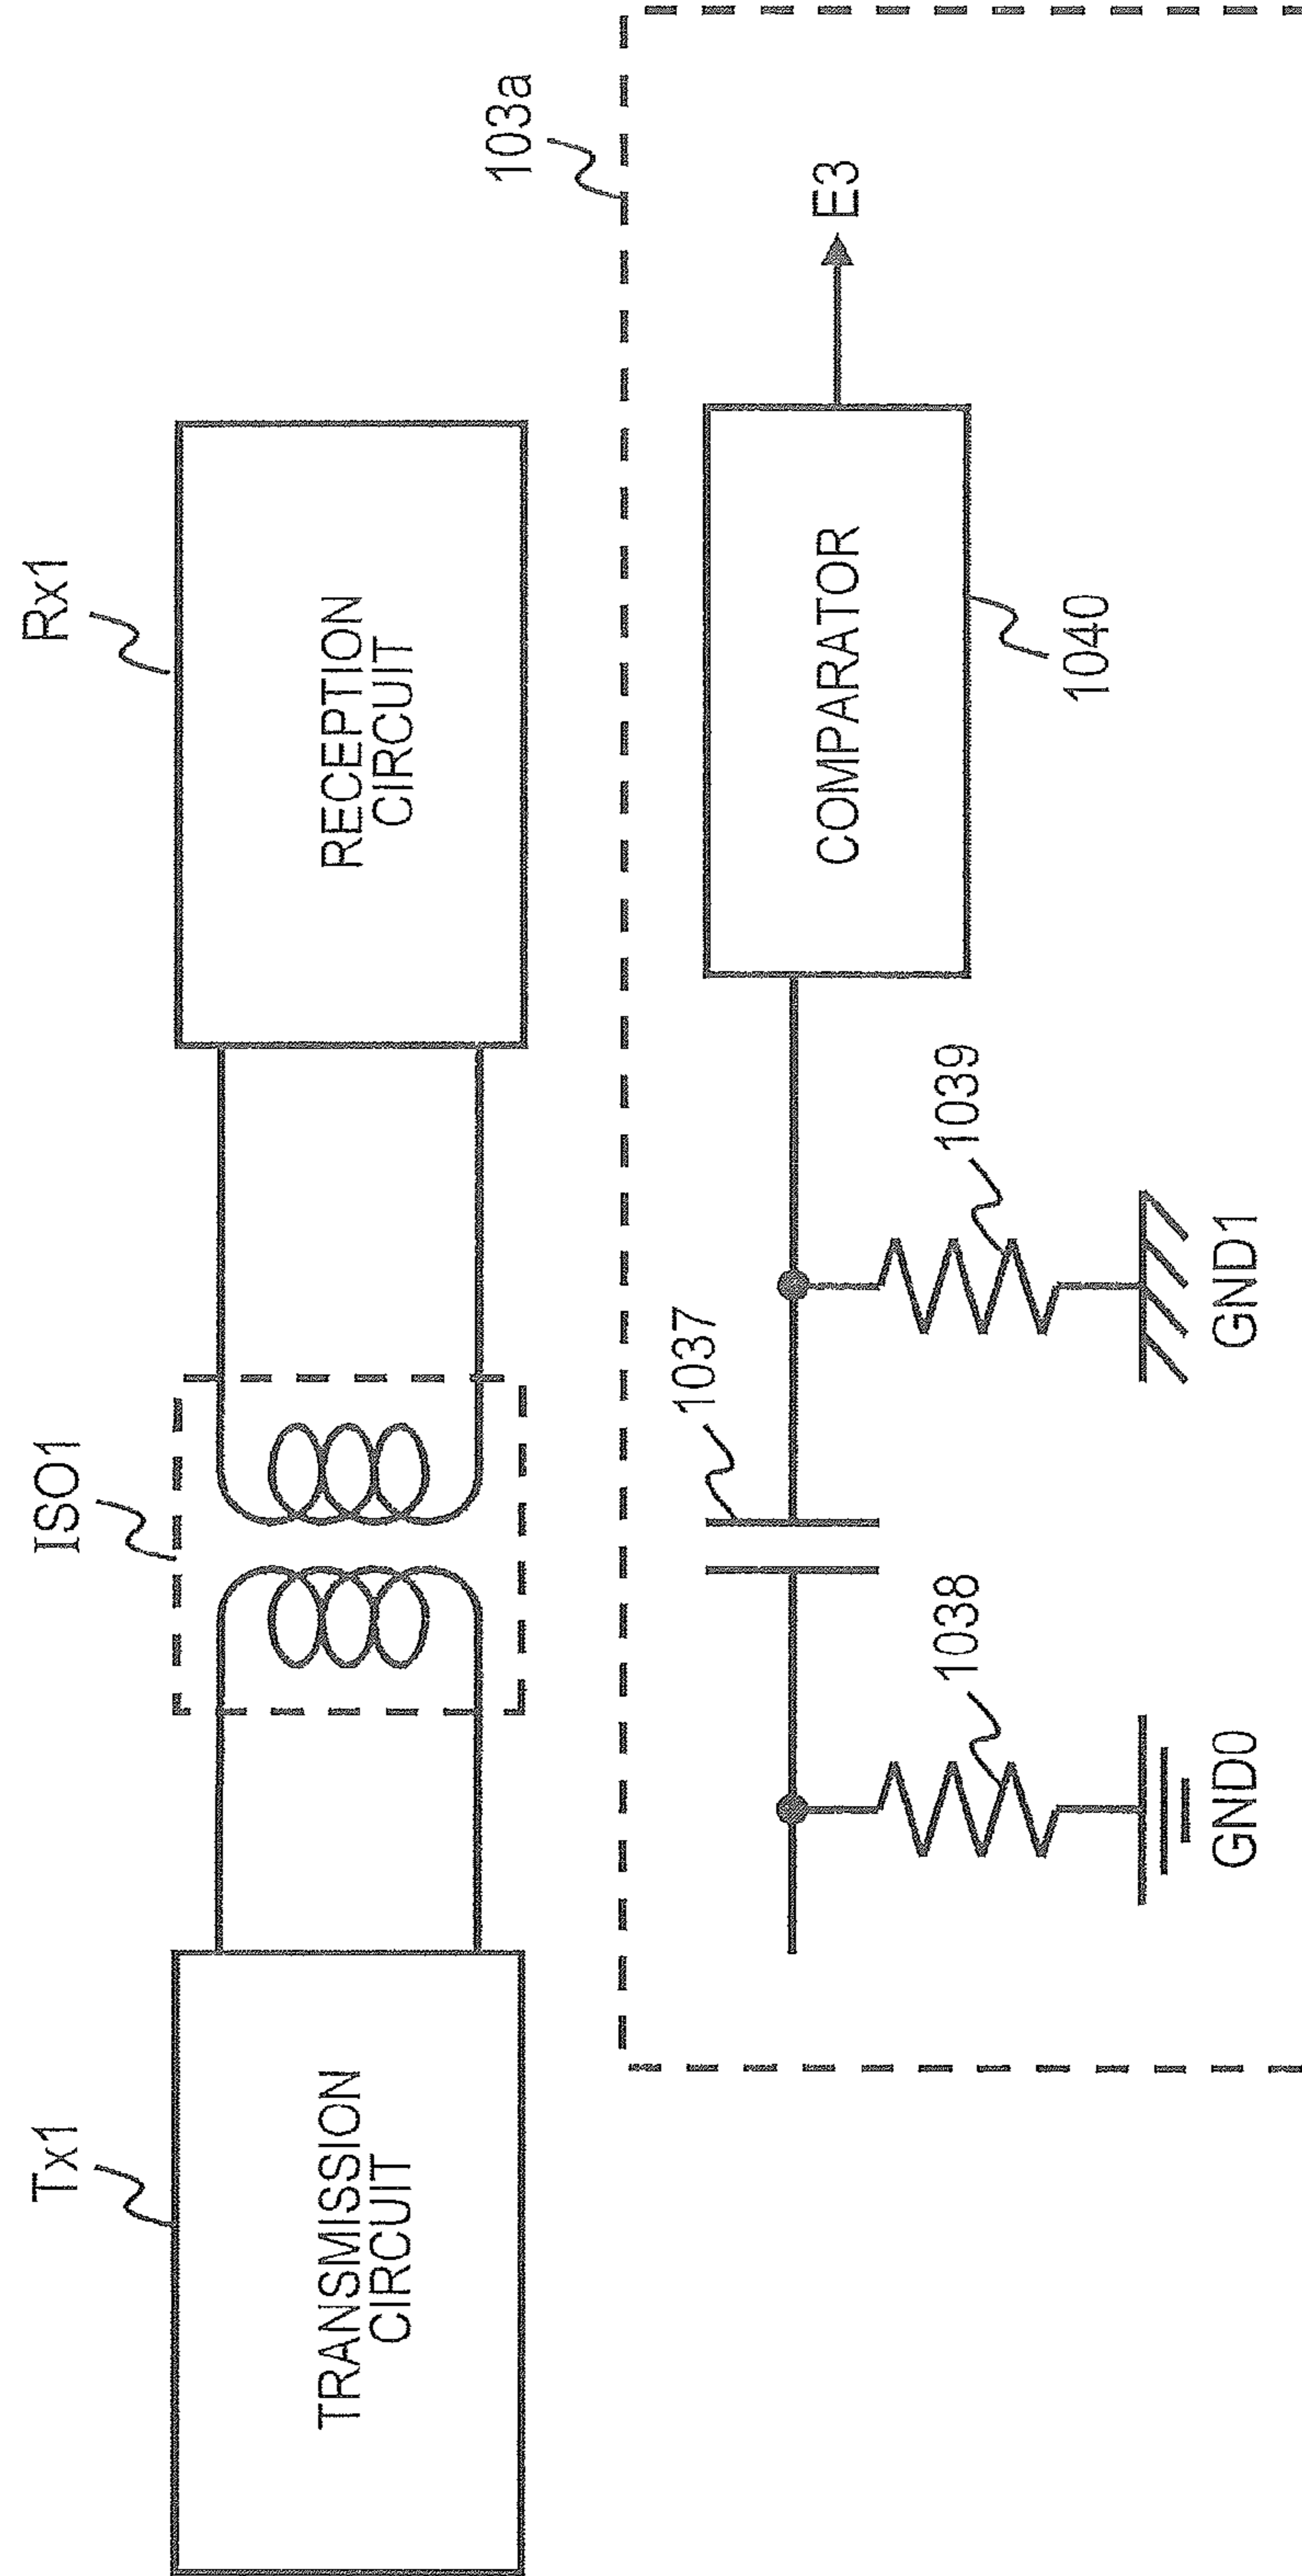 Tx1
ISO1
Rx1
TRANSMISSION
CIRCUIT
RECEPTION
CIRCUIT
103a
1037
1038
1039
COMPARATOR
E3
1040
GND0
GND1